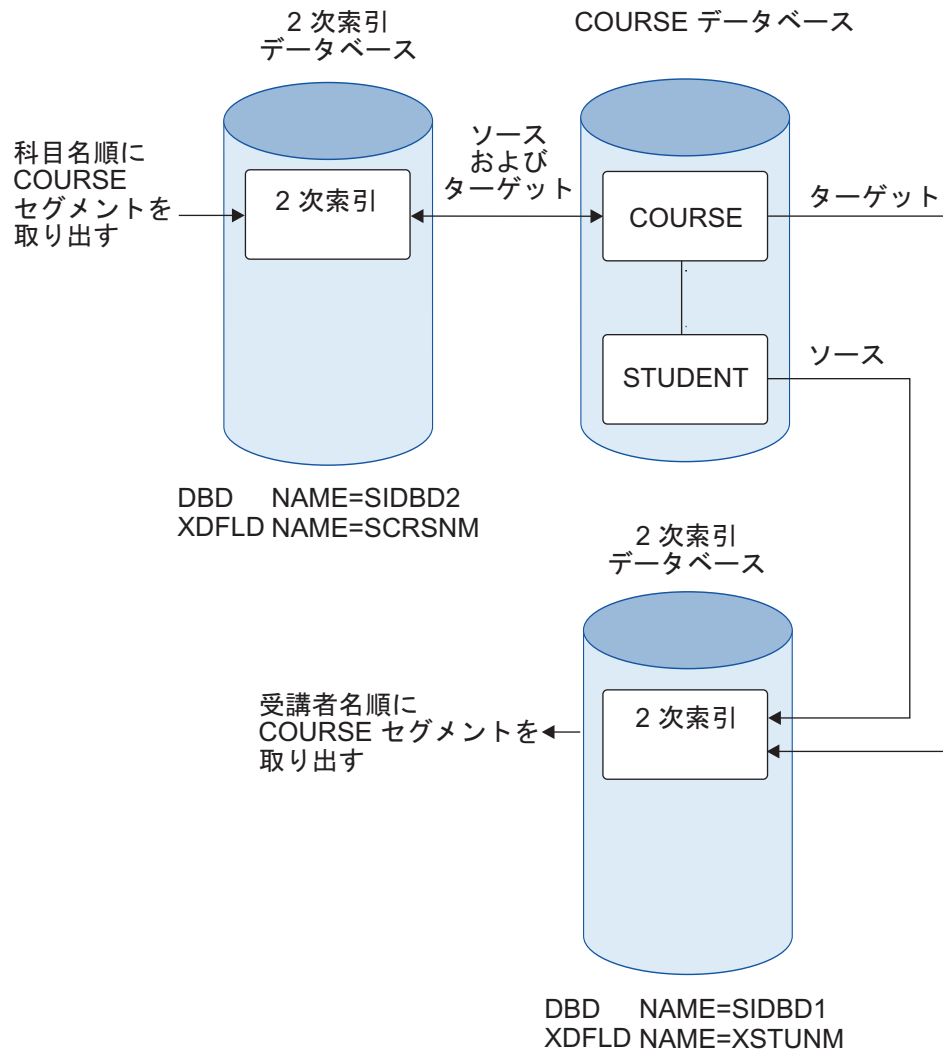 2 次索引
データベース
COURSE データベース
科目名順に
COURSE
セグメントを
取り出す
2 次索引
ソース
および
ターゲット
COURSE
ターゲット
STUDENT
ソース
DBD NAME=SIDBD2
XDFLD NAME=SCRSNM
2 次索引
データベース
受講者名順に
COURSE セグメントを
取り出す
2 次索引
DBD NAME=SIDBD1
XDFLD NAME=XSTUNM